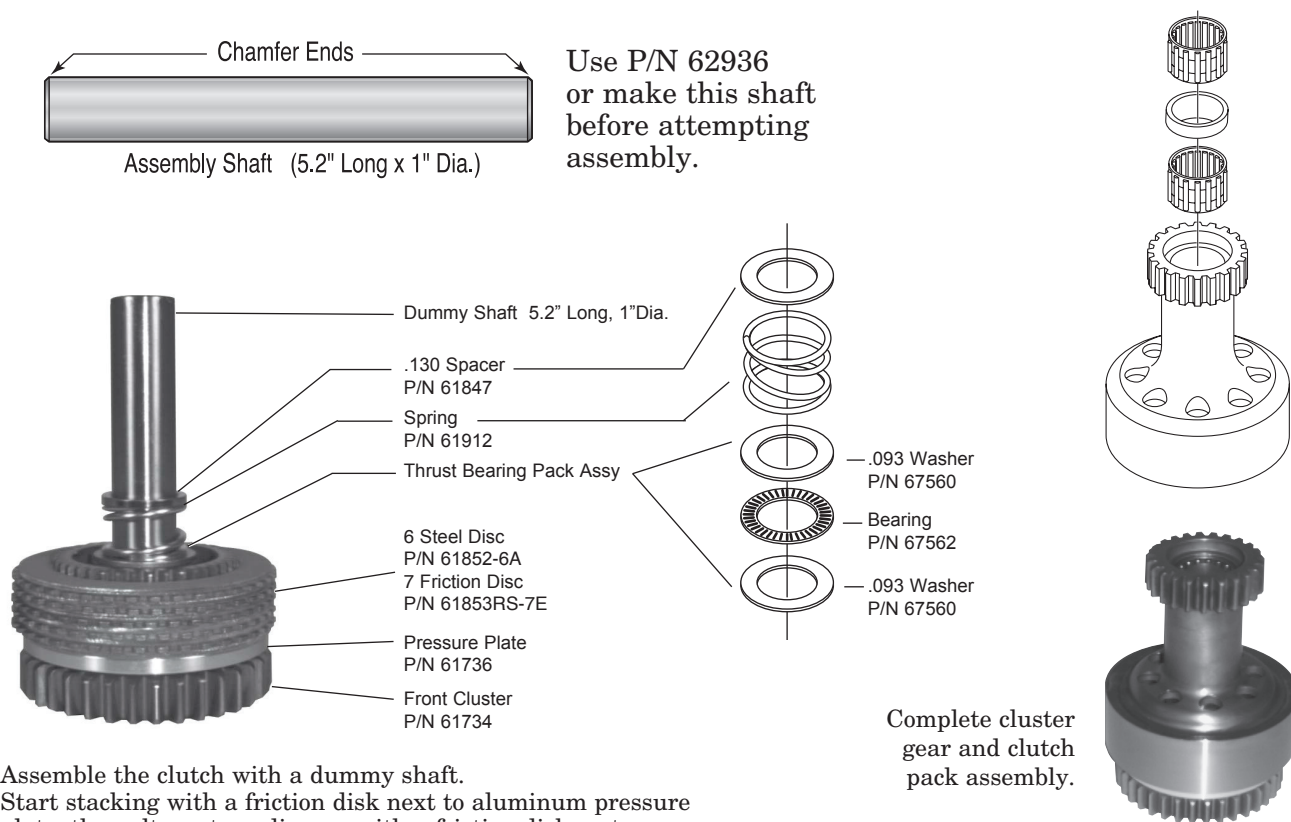 Chamfer Ends
Assembly Shaft (5.2" Long x 1" Dia.)
Use P/N 62936
or make this shaft
before attempting
assembly.
Dummy Shaft 5.2” Long, 1”Dia.
.130 Spacer
P/N 61847
Spring
P/N 61912
Thrust Bearing Pack Assy
6 Steel Disc
P/N 61852-6A
7 Friction Disc
P/N 61853RS-7E
Pressure Plate
P/N 61736
Front Cluster
P/N 61734
.093 Washer
P/N 67560
Bearing
P/N 67562
.093 Washer
P/N 67560
Complete cluster
gear and clutch
pack assembly.
Assemble the clutch with a dummy shaft.
Start stacking with a friction disk next to aluminum pressure